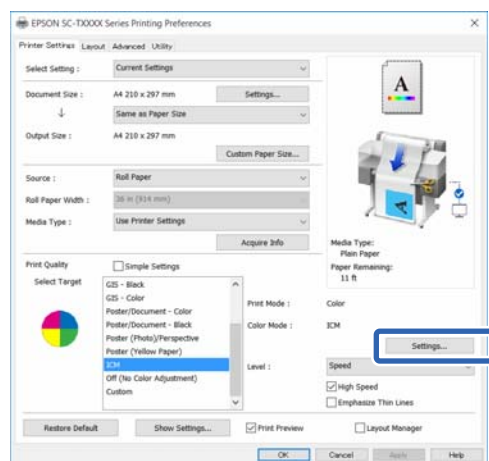 EPSON SC-TXXXX Series Printing Preferences
Printer Settings Layout Advanced Utility
Select Setting : Current Settings
Document Size : A4 210 x 297 mm Settings...
Same as Paper Size
Output Size : A4 210 x 297 mm
Custom Paper Size...
Source : Roll Paper
Roll Paper Width : 36 in (914 mm)
Media Type : Use Printer Settings
Acquire Info
A
Media Type:
Plain Paper
Paper Remaining:
11 ft
Print Quality Simple Settings
Select Target
GIS - Black
GIS - Color
Poster/Document - Color
Poster/Document - Black
Poster (Photo)/Perspective
Poster (Yellow Paper)
ICM
Off (No Color Adjustment)
Custom
Print Mode : Color
Color Mode : ICM
Settings...
Level : Speed
High Speed
Emphasize Thin Lines
Restore Default Show Settings... Print Preview Layout Manager
OK Cancel Apply Help